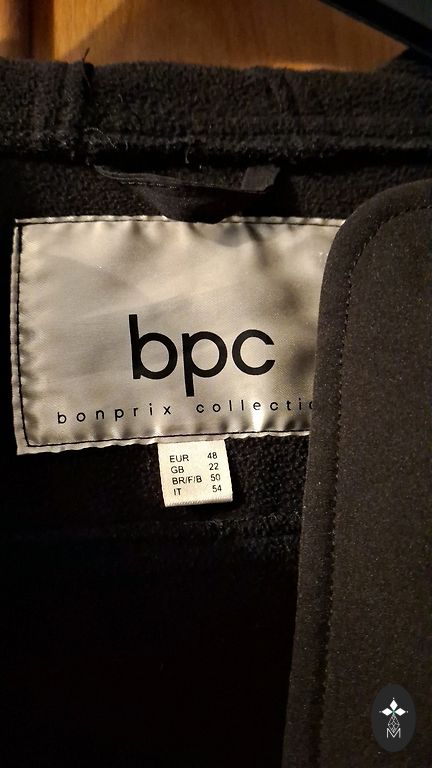 bpc
bonprix collectio
EUR 48
GB 22
BR/F/B 50
IT 54
M